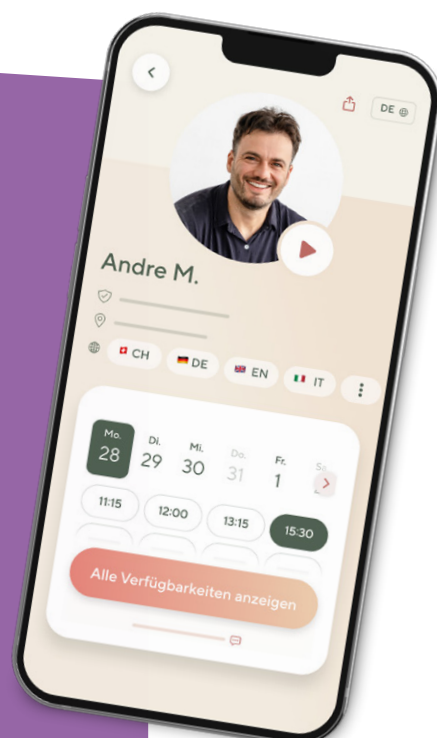 DE
Andre M.
CH DE EN IT
Mo. Di. Mi. Do. Fr.
28 29 30 31 1
11:15 12:00 13:15 15:30
Alle Verfügbarkeiten anzeigen